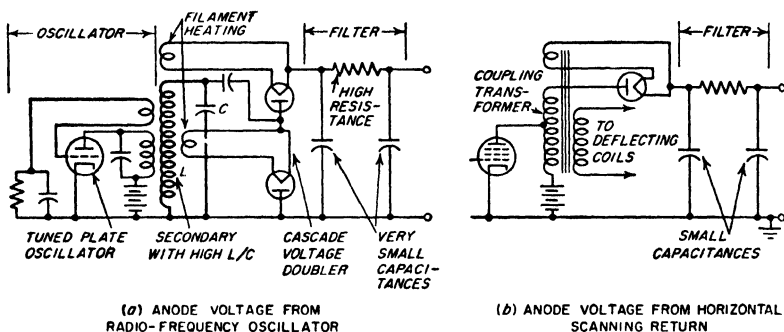 OSCILLATOR
FILAMENT
HEATING
FILTER
HIGH
RESIS-
TANCE
C
L
TUNED PLATE
OSCILLATOR
SECONDARY
WITH HIGH L/C
CASCADE
VOLTAGE
DOUBLER
VERY
SMALL
CAPACI-
TANCES
(a) ANODE VOLTAGE FROM
RADIO-FREQUENCY OSCILLATOR
FILTER
COUPLING
TRANS-
FORMER
TO
DEFLECTING
COILS
SMALL
CAPACITANCES
(b) ANODE VOLTAGE FROM HORIZONTAL
SCANNING RETURN